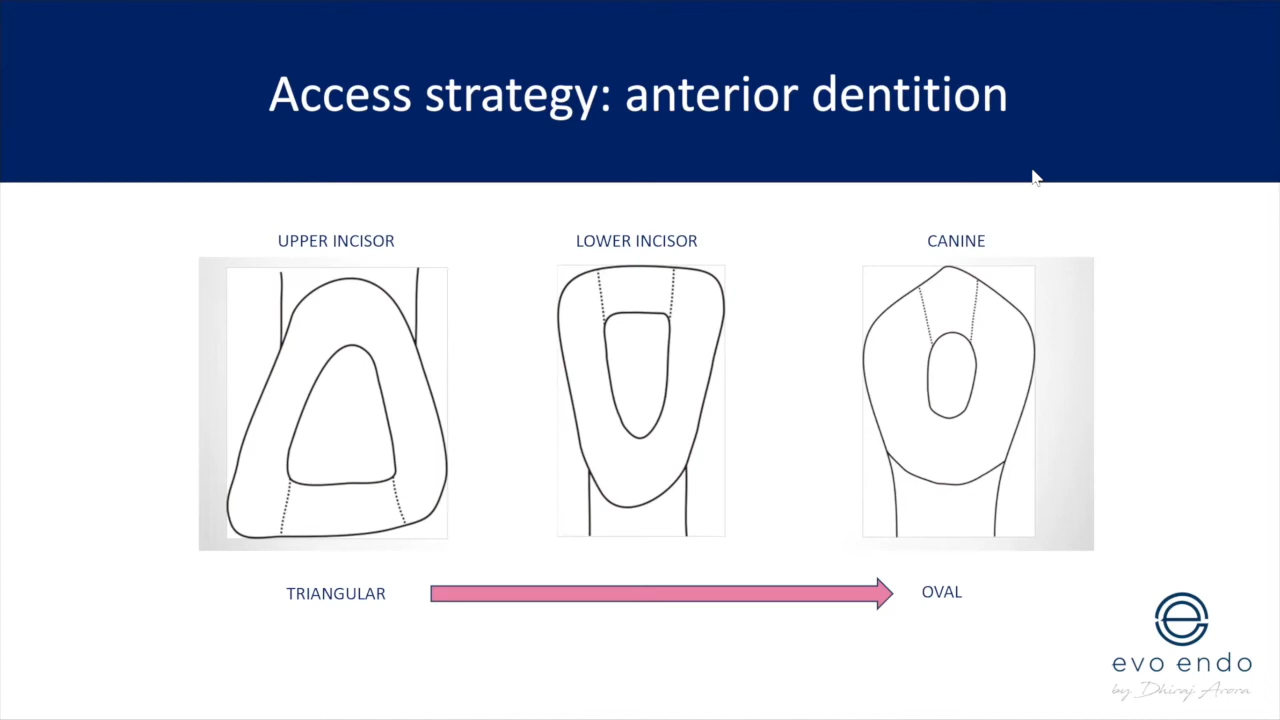 Access strategy: anterior dentition
UPPER INCISOR
LOWER INCISOR
CANINE
TRIANGULAR
OVAL
evo endo
by Dhiraj Arora